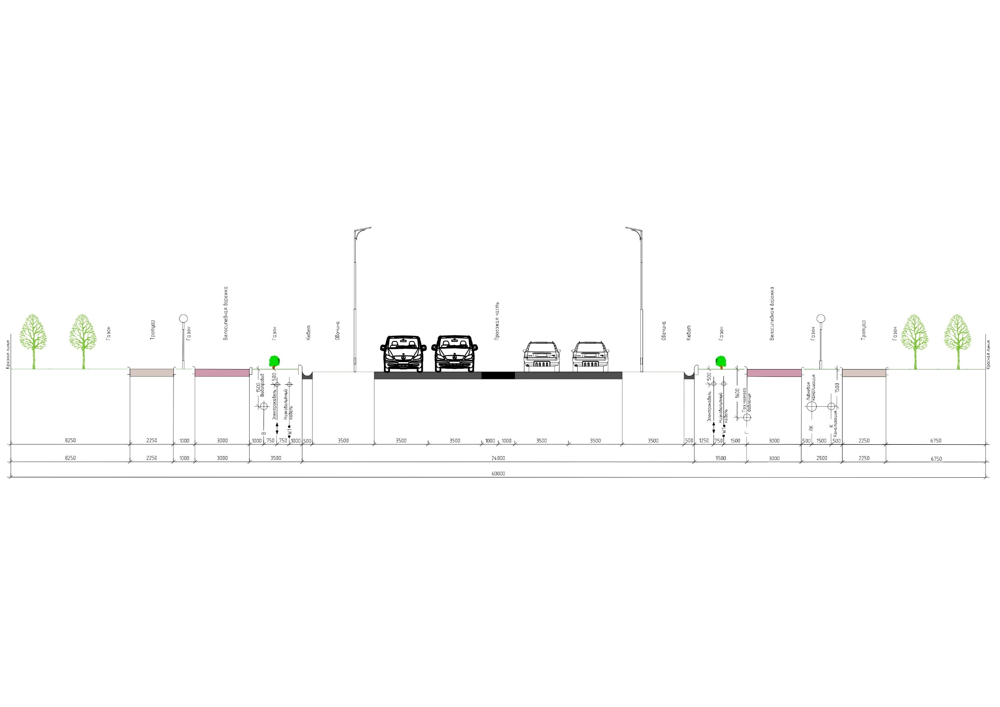 Красная линия
Газон
Тротуар
Газон
Велосипедная дорожка
Газон
Кювет
Обочина
Проезжая часть
Обочина
Кювет
Газон
Велосипедная дорожка
Газон
Тротуар
Газон
Красная линия
1500
Водопровод
500
Электрокабель
Низковольтный
кабель
В
W1
500
Электрокабель
Низковольтный
кабель
W1
1600
Газ низкого
давления
Г
Ливневая
канализация
ЛК
1500
К
Канализация
8250 2250 1000 3000 1000 750 750 1000 500 3500 3500 3500 1000 1000 3500 3500 3500 500 1250 750 1500 3000 500 1500 500 2250 6750
8250 2250 1000 3000 3500 24000 3500 3000 2500 2250 6750
60000